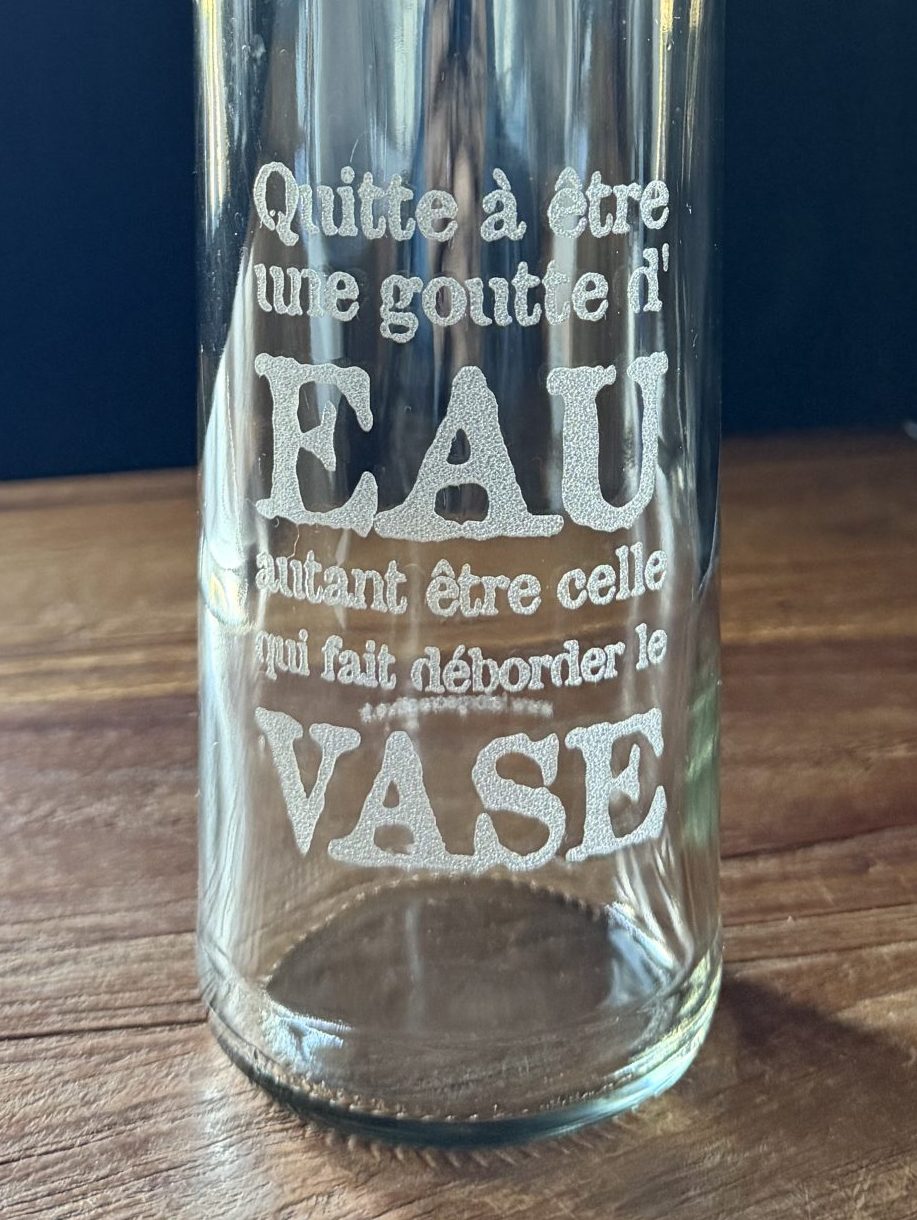 Quitte à être
une goutte d'
EAU
autant être celle
qui fait déborder le
VASE